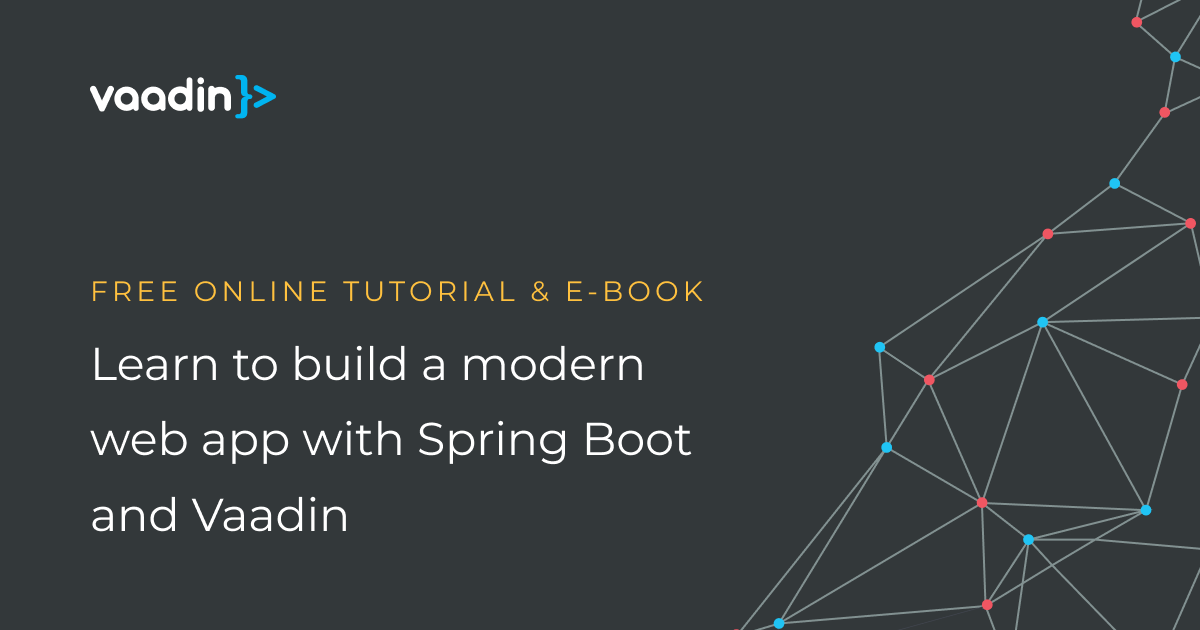 vaadin}>
FREE ONLINE TUTORIAL & E-BOOK
Learn to build a modern
web app with Spring Boot
and Vaadin